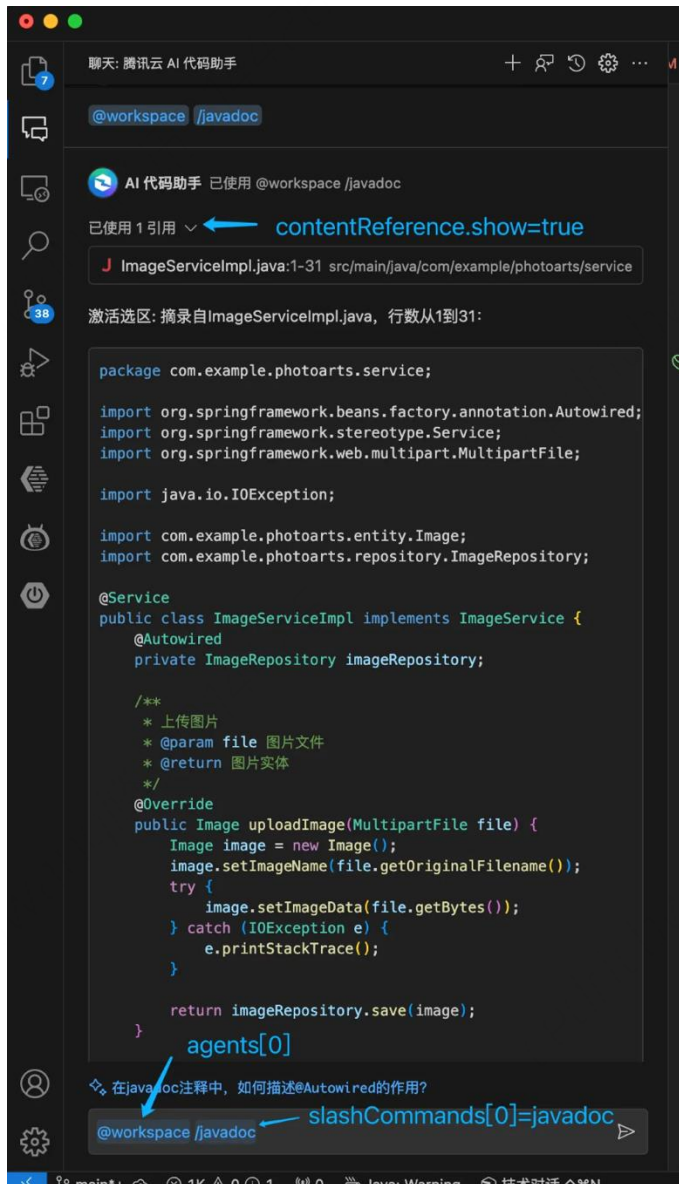 聊天: 腾讯云 AI 代码助手
M
7
@workspace /javadoc
AI 代码助手 已使用 @workspace /javadoc
已使用 1 引用
contentReference.show=true
J ImageServiceImpl.java:1-31 src/main/java/com/example/photoarts/service
38
激活选区: 摘录自ImageServiceImpl.java，行数从1到31：
package com.example.photoarts.service;
import org.springframework.beans.factory.annotation.Autowired;
import org.springframework.stereotype.Service;
import org.springframework.web.multipart.MultipartFile;
import java.io.IOException;
import com.example.photoarts.entity.Image;
import com.example.photoarts.repository.ImageRepository;
@Service
public class ImageServiceImpl implements ImageService {
@Autowired
private ImageRepository imageRepository;
/**
* 上传图片
* @param file 图片文件
* @return 图片实体
*/
@Override
public Image uploadImage(MultipartFile file) {
Image image = new Image();
image.setImageName(file.getOriginalFilename());
try {
image.setImageData(file.getBytes());
} catch (IOException e) {
e.printStackTrace();
}
return imageRepository.save(image);
}
agents[0]
在javadoc注释中，如何描述@Autowired的作用?
slashCommands[0]=javadoc
@workspace /javadoc
main*+ 1K 0 1 0 Java: Warning 技术对话